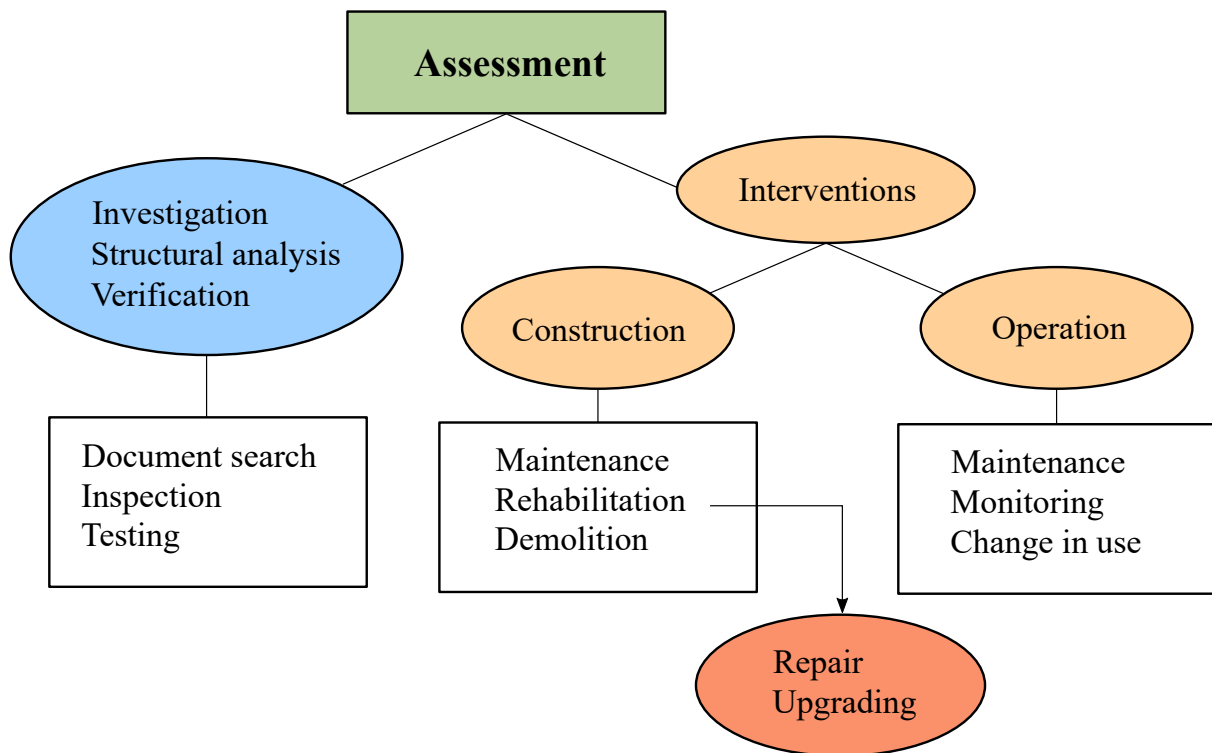 Assessment
Investigation
Structural analysis
Verification
Interventions
Construction
Operation
Document search
Inspection
Testing
Maintenance
Rehabilitation
Demolition
Maintenance
Monitoring
Change in use
Repair
Upgrading